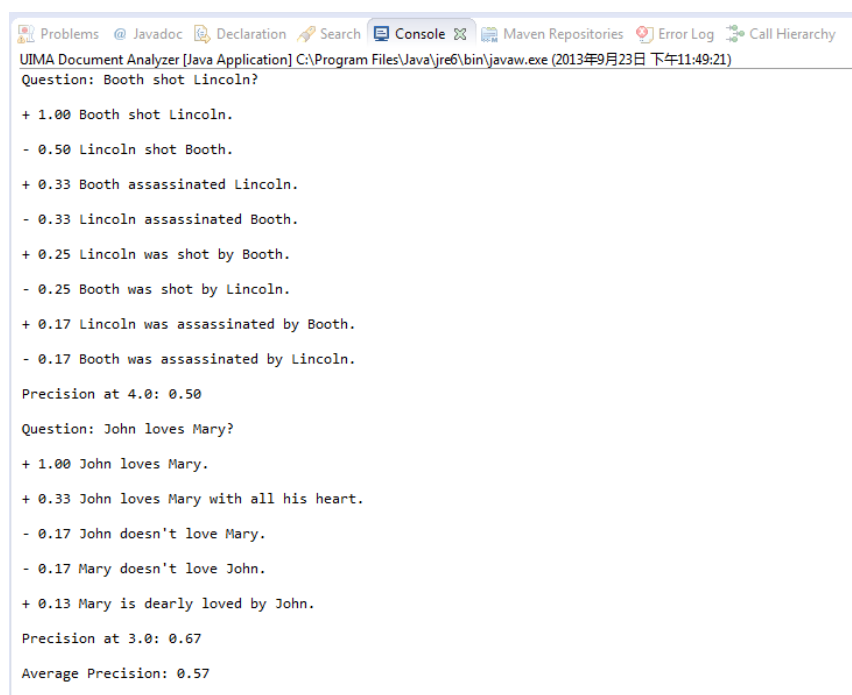 Problems @ Javadoc Declaration Search Console Maven Repositories Error Log Call Hierarchy
UIMA Document Analyzer [Java Application] C:\Program Files\Java\jre6\bin\javaw.exe (2013年9月23日 下午11:49:21)
Question: Booth shot Lincoln?
+ 1.00 Booth shot Lincoln.
- 0.50 Lincoln shot Booth.
+ 0.33 Booth assassinated Lincoln.
- 0.33 Lincoln assassinated Booth.
+ 0.25 Lincoln was shot by Booth.
- 0.25 Booth was shot by Lincoln.
+ 0.17 Lincoln was assassinated by Booth.
- 0.17 Booth was assassinated by Lincoln.
Precision at 4.0: 0.50
Question: John loves Mary?
+ 1.00 John loves Mary.
+ 0.33 John loves Mary with all his heart.
- 0.17 John doesn't love Mary.
- 0.17 Mary doesn't love John.
+ 0.13 Mary is dearly loved by John.
Precision at 3.0: 0.67
Average Precision: 0.57